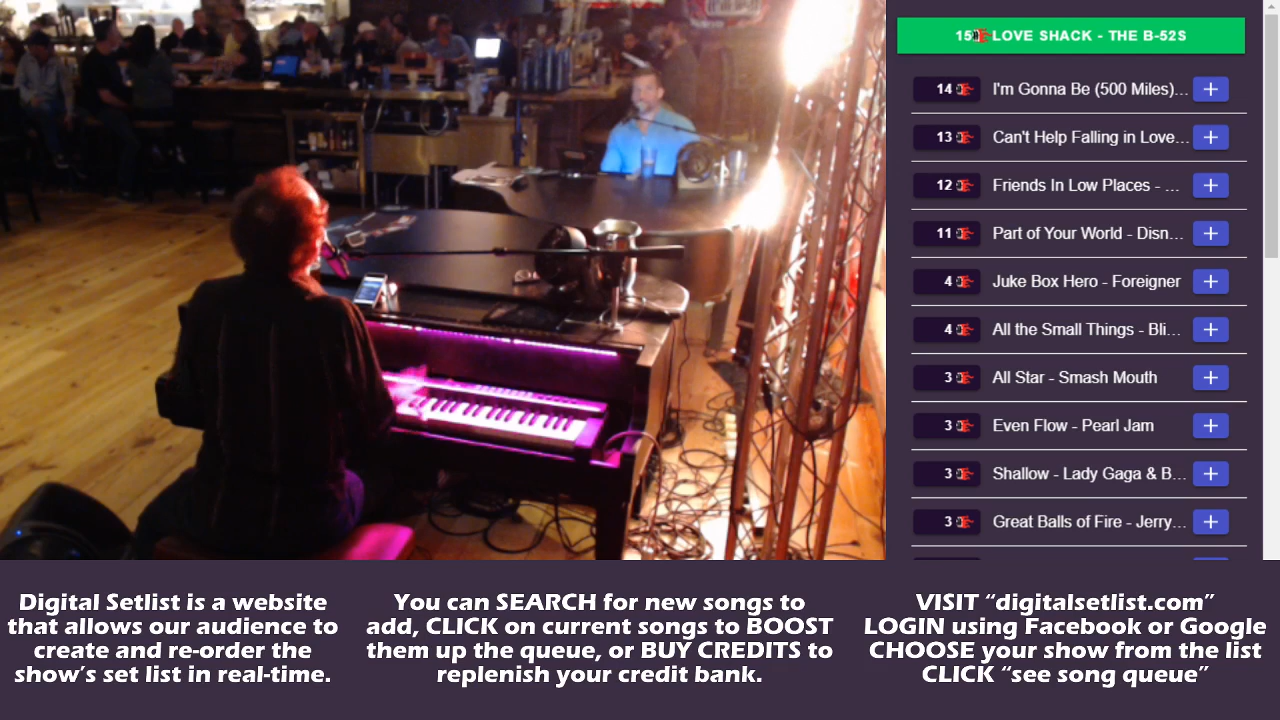 15 LOVE SHACK - THE B-52S
14 I'm Gonna Be (500 Miles)...
13 Can't Help Falling in Love...
12 Friends In Low Places - ...
11 Part of Your World - Disn...
4 Juke Box Hero - Foreigner
4 All the Small Things - Bli...
3 All Star - Smash Mouth
3 Even Flow - Pearl Jam
3 Shallow - Lady Gaga & B...
3 Great Balls of Fire - Jerry...
Digital Setlist is a website
that allows our audience to
create and re-order the
show's set list in real-time.
You can SEARCH for new songs to
add, CLICK on current songs to BOOST
them up the queue, or BUY CREDITS to
replenish your credit bank.
VISIT “digitalsetlist.com”
LOGIN using Facebook or Google
CHOOSE your show from the list
CLICK “see song queue”